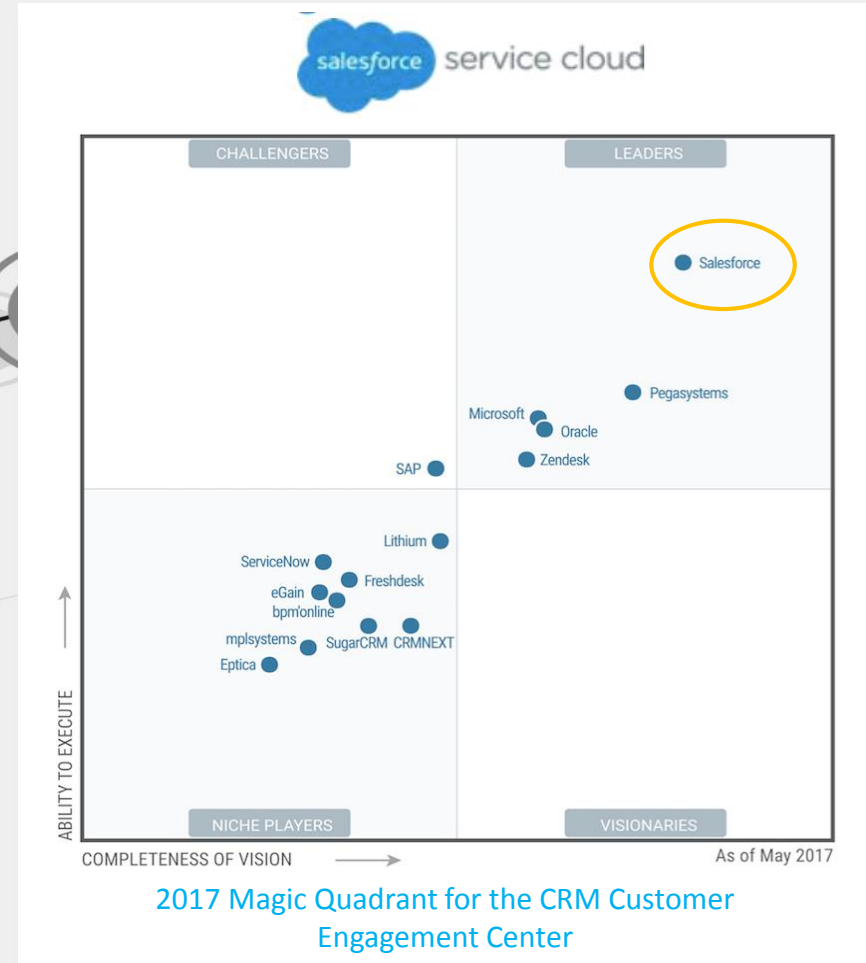 salesforce service cloud
CHALLENGERS
LEADERS
Salesforce
Pegasystems
Microsoft
Oracle
Zendesk
SAP
Lithium
ServiceNow
Freshdesk
eGain
bpm'online
mplsystems
SugarCRM CRMNEXT
Eptica
ABILITY TO EXECUTE
NICHE PLAYERS
VISIONARIES
COMPLETENESS OF VISION
As of May 2017
2017 Magic Quadrant for the CRM Customer
Engagement Center